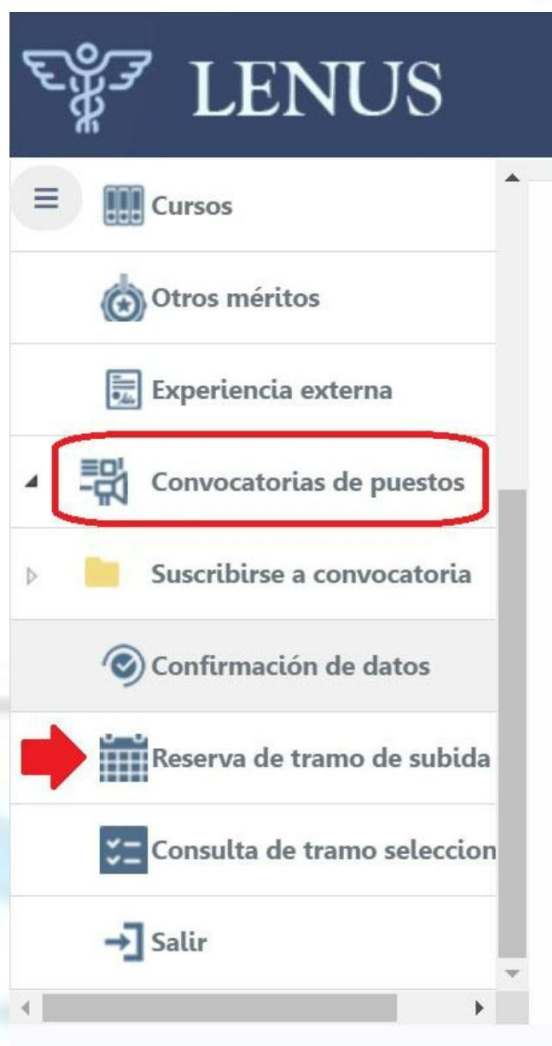 LENUS
Cursos
Otros méritos
Experiencia externa
Convocatorias de puestos
Suscribirse a convocatoria
Confirmación de datos
Reserva de tramo de subida
Consulta de tramo seleccion
Salir